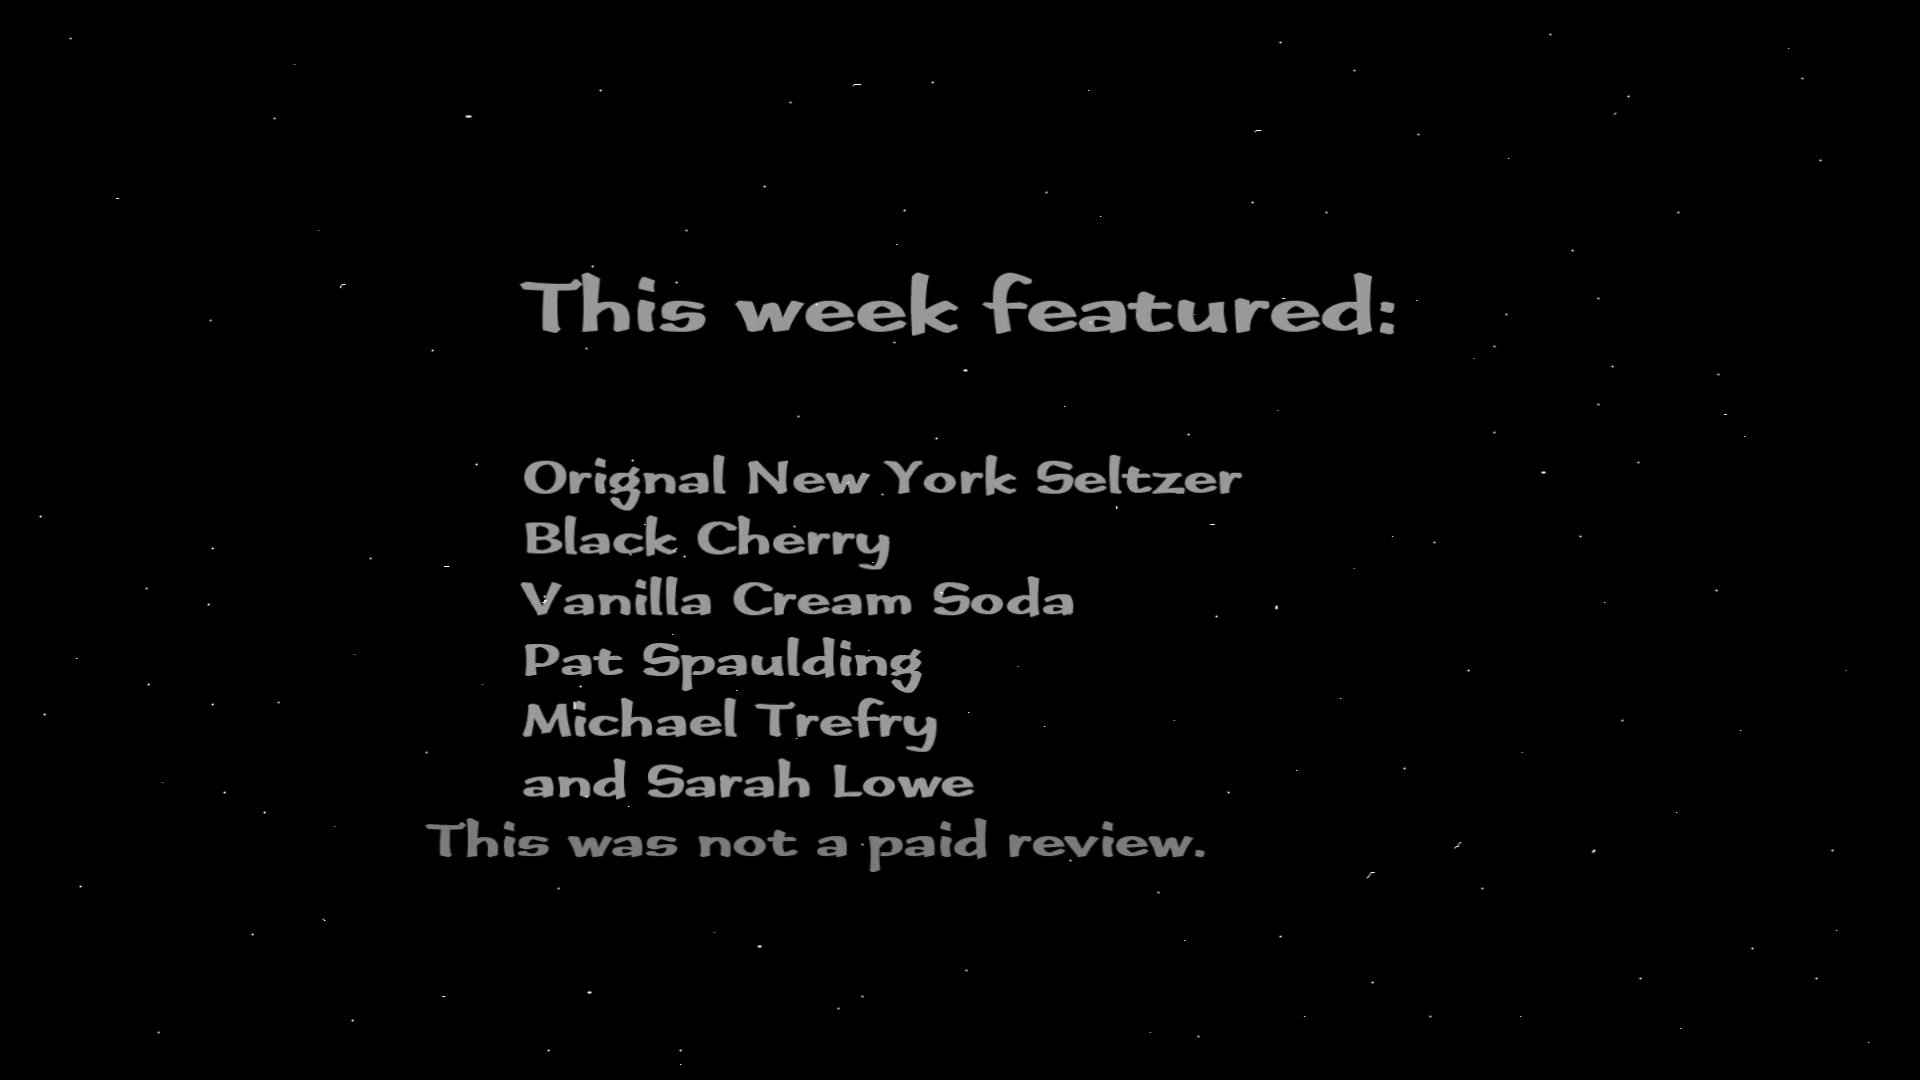 This week featured:
Orignal New York Seltzer
Black Cherry
Vanilla Cream Soda
Pat Spaulding
Michael Trefry
and Sarah Lowe
This was not a paid review.